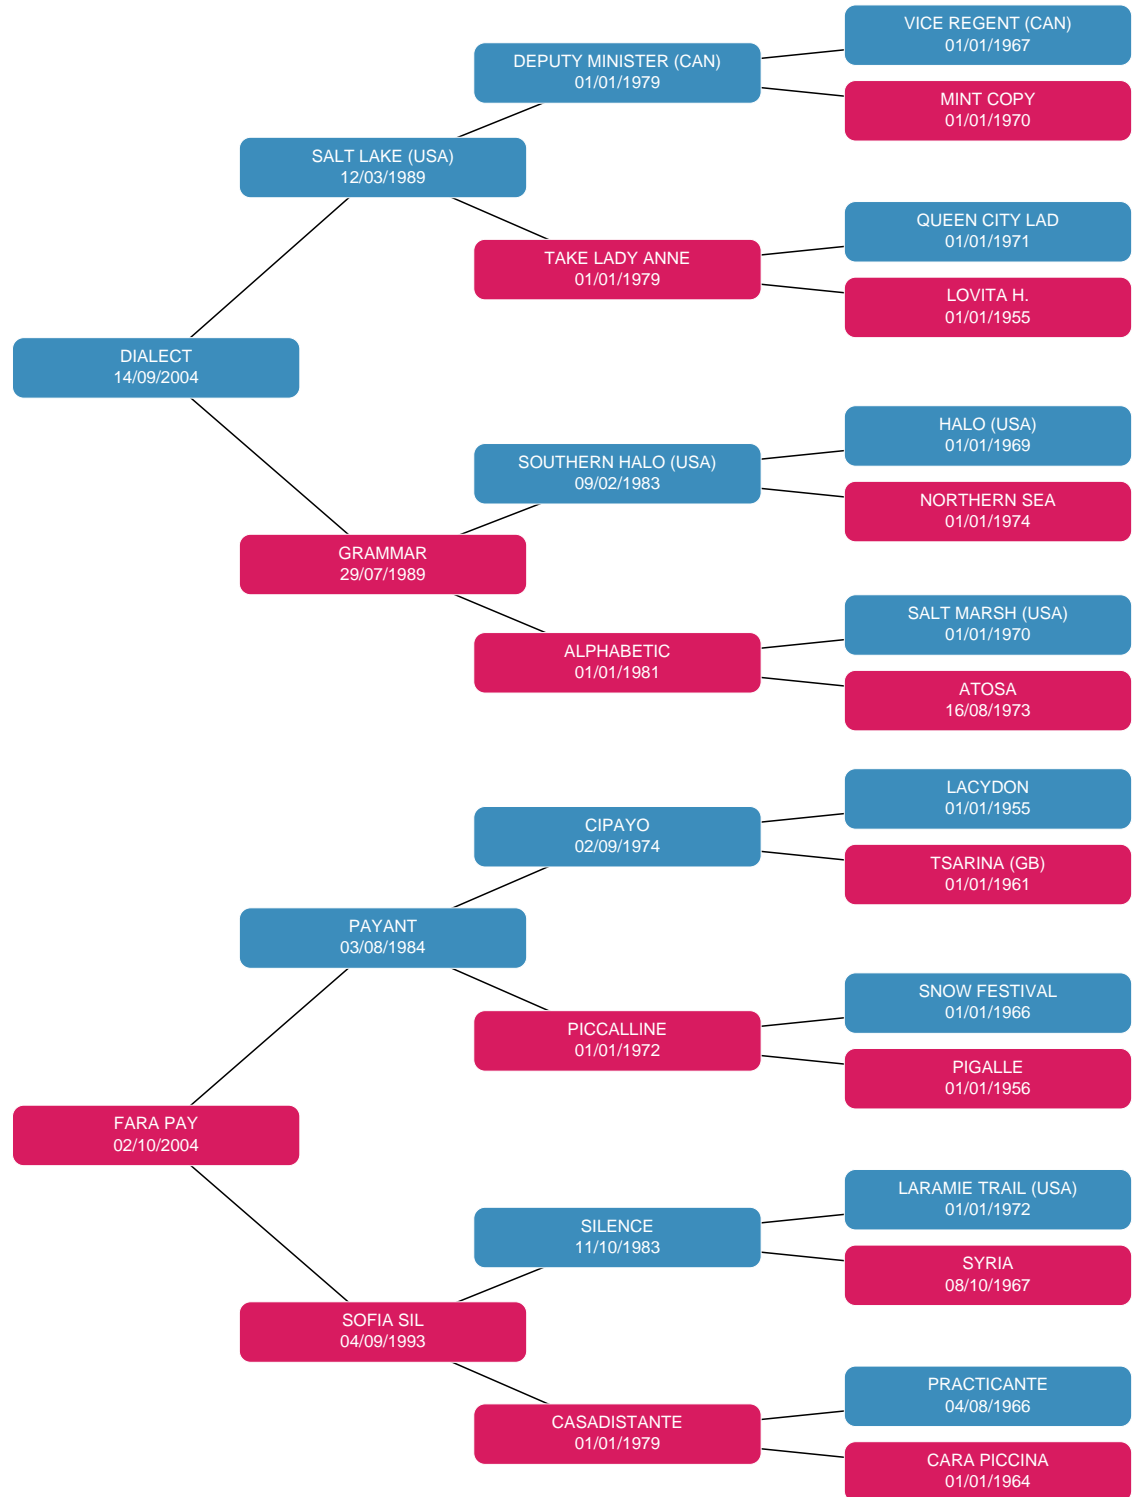 VICE REGENT (CAN)
01/01/1967
DEPUTY MINISTER (CAN)
01/01/1979
MINT COPY
01/01/1970
SALT LAKE (USA)
12/03/1989
QUEEN CITY LAD
01/01/1971
TAKE LADY ANNE
01/01/1979
LOVITA H.
01/01/1955
DIALECT
14/09/2004
HALO (USA)
01/01/1969
SOUTHERN HALO (USA)
09/02/1983
NORTHERN SEA
01/01/1974
GRAMMAR
29/07/1989
SALT MARSH (USA)
01/01/1970
ALPHABETIC
01/01/1981
ATOSA
16/08/1973
LACYDON
01/01/1955
CIPAYO
02/09/1974
TSARINA (GB)
01/01/1961
PAYANT
03/08/1984
SNOW FESTIVAL
01/01/1966
PICCALLINE
01/01/1972
PIGALLE
01/01/1956
FARA PAY
02/10/2004
LARAMIE TRAIL (USA)
01/01/1972
SILENCE
11/10/1983
SYRIA
08/10/1967
SOFIA SIL
04/09/1993
PRACTICANTE
04/08/1966
CASADISTANTE
01/01/1979
CARA PICCINA
01/01/1964